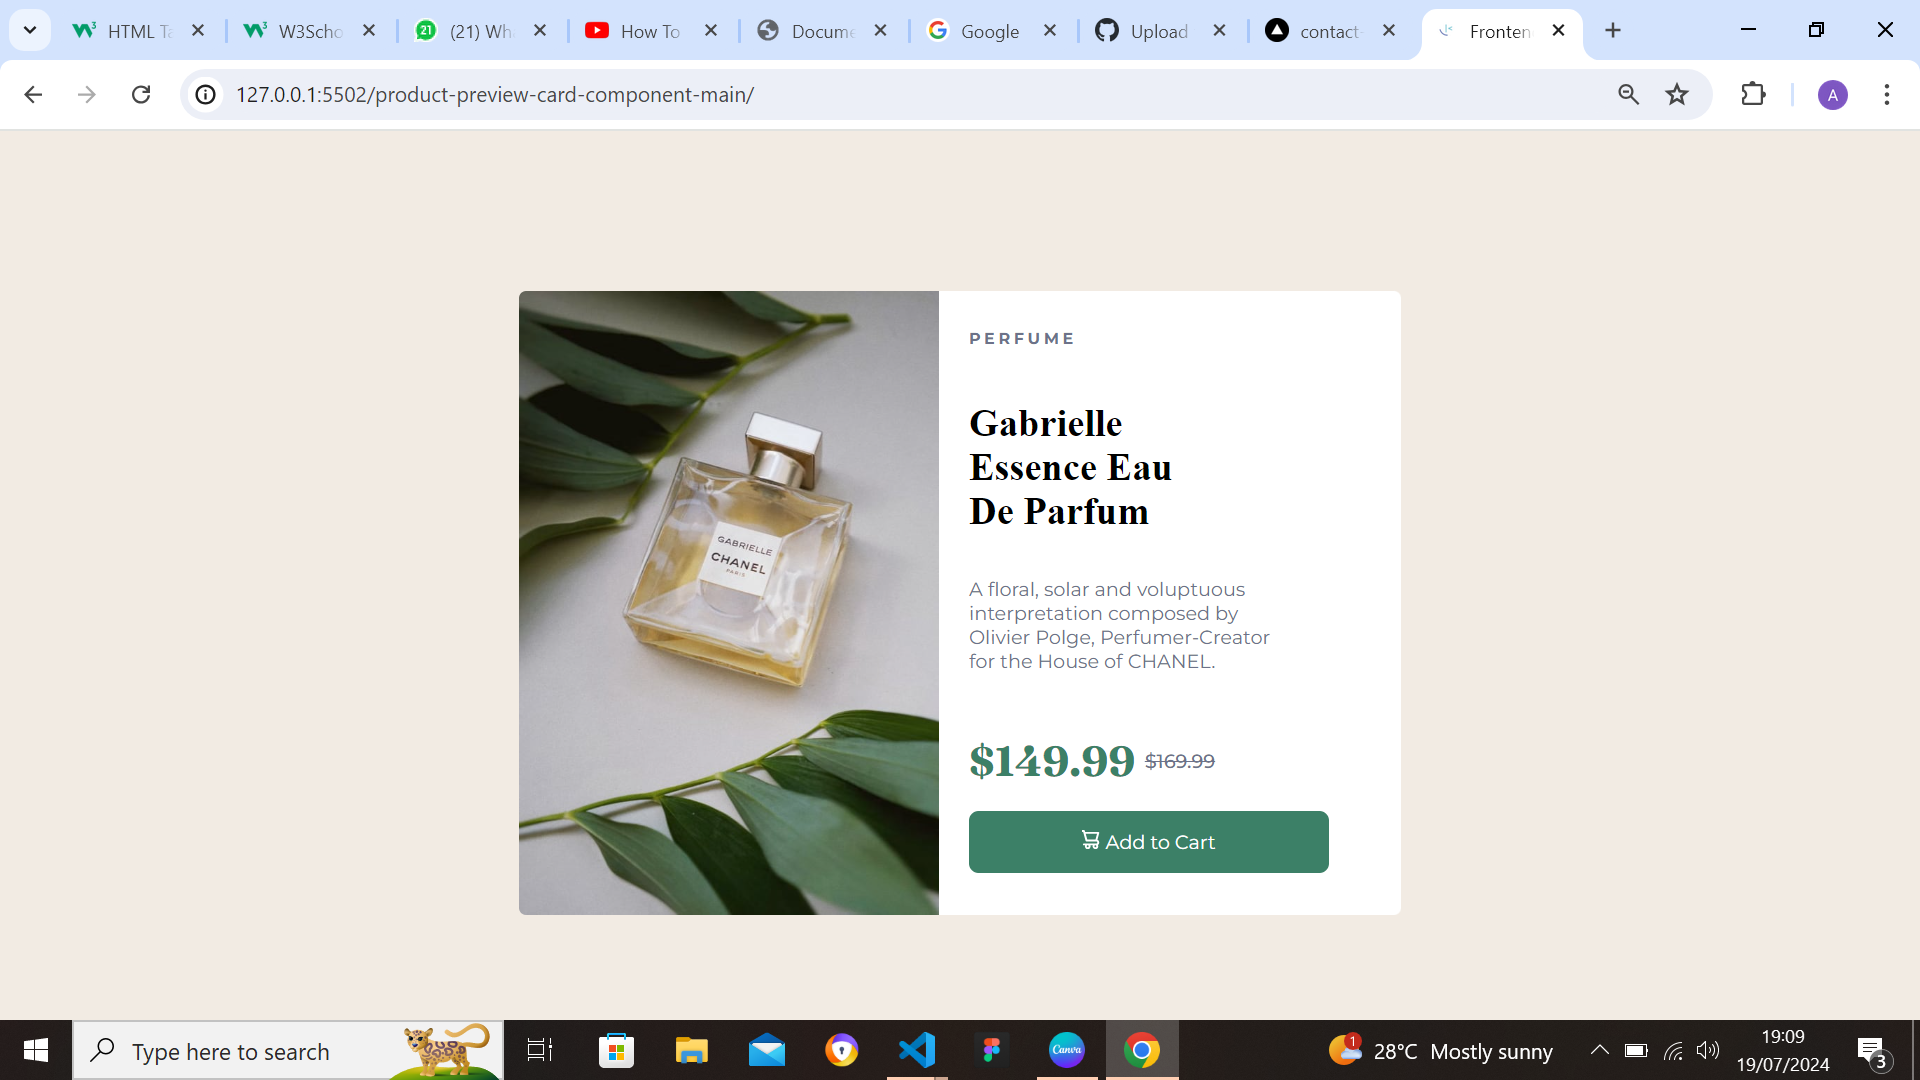 HTML Ta
W3Scho
(21) Wh
How To
Docume
Google
Upload
contact-
Fronten
127.0.0.1:5502/product-preview-card-component-main/
A
PERFUME
Gabrielle
Essence Eau
De Parfum
A floral, solar and voluptuous
interpretation composed by
Olivier Polge, Perfumer-Creator
for the House of CHANEL.
$149.99 $169.99
Add to Cart
GABRIELLE
CHANEL
PARIS
Type here to search
Canva
1
28°C Mostly sunny
19:09
19/07/2024
3